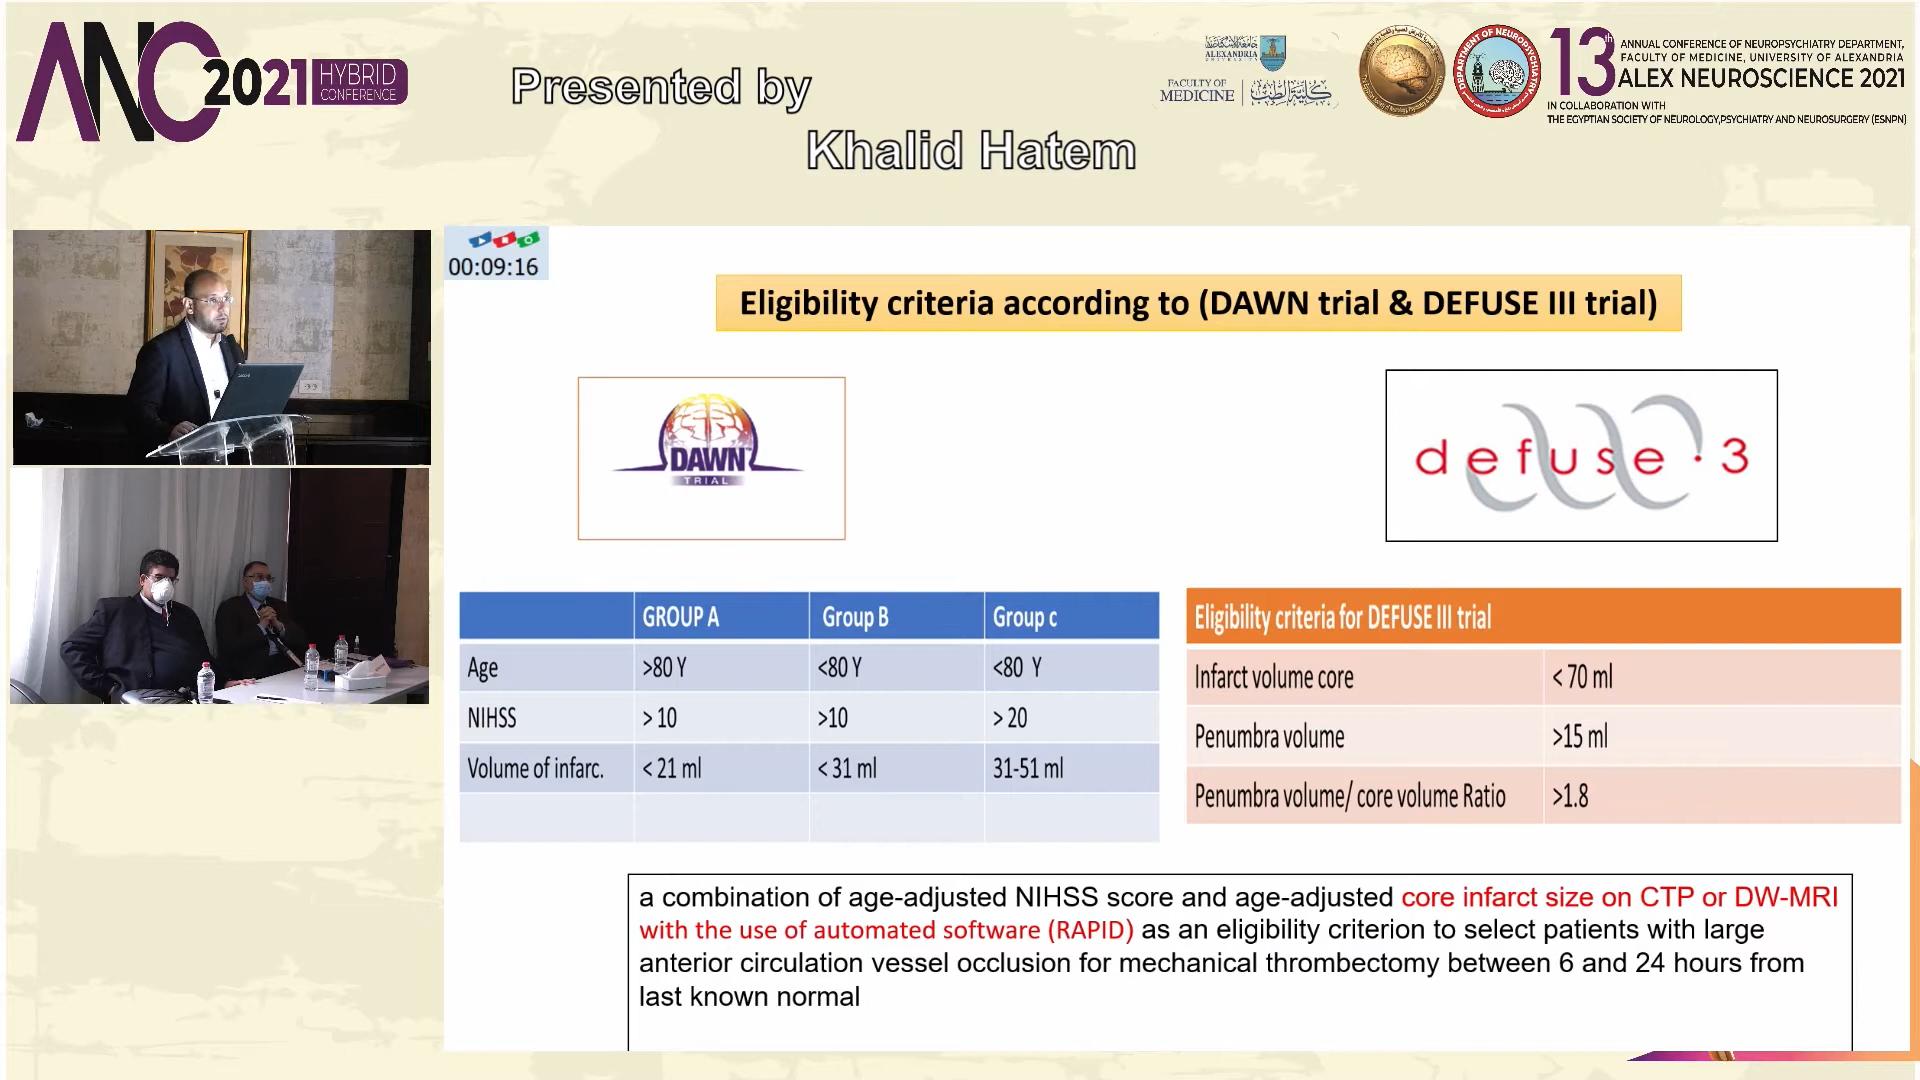 ANC 2021 HYBRID
CONFERENCE
Presented by
Khalid Hatem
ALEXANDRIA
UNIVERSITY
FACULTY OF
MEDICINE
كلية الطب
DEPARTMENT OF NEUROPSYCHIATRY
13th
ANNUAL CONFERENCE OF NEUROPSYCHIATRY DEPARTMENT,
FACULTY OF MEDICINE, UNIVERSITY OF ALEXANDRIA
ALEX NEUROSCIENCE 2021
IN COLLABORATION WITH
THE EGYPTIAN SOCIETY OF NEUROLOGY,PSYCHIATRY AND NEUROSURGERY (ESNPN)
00:09:16
Eligibility criteria according to (DAWN trial & DEFUSE III trial)
DAWN
TRIAL
defuse · 3
GROUP A Group B Group c
Age >80 Y <80 Y <80 Y
NIHSS > 10 >10 > 20
Volume of infarc. < 21 ml < 31 ml 31-51 ml
Eligibility criteria for DEFUSE III trial
Infarct volume core < 70 ml
Penumbra volume >15 ml
Penumbra volume/ core volume Ratio >1.8
a combination of age-adjusted NIHSS score and age-adjusted core infarct size on CTP or DW-MRI
with the use of automated software (RAPID) as an eligibility criterion to select patients with large
anterior circulation vessel occlusion for mechanical thrombectomy between 6 and 24 hours from
last known normal